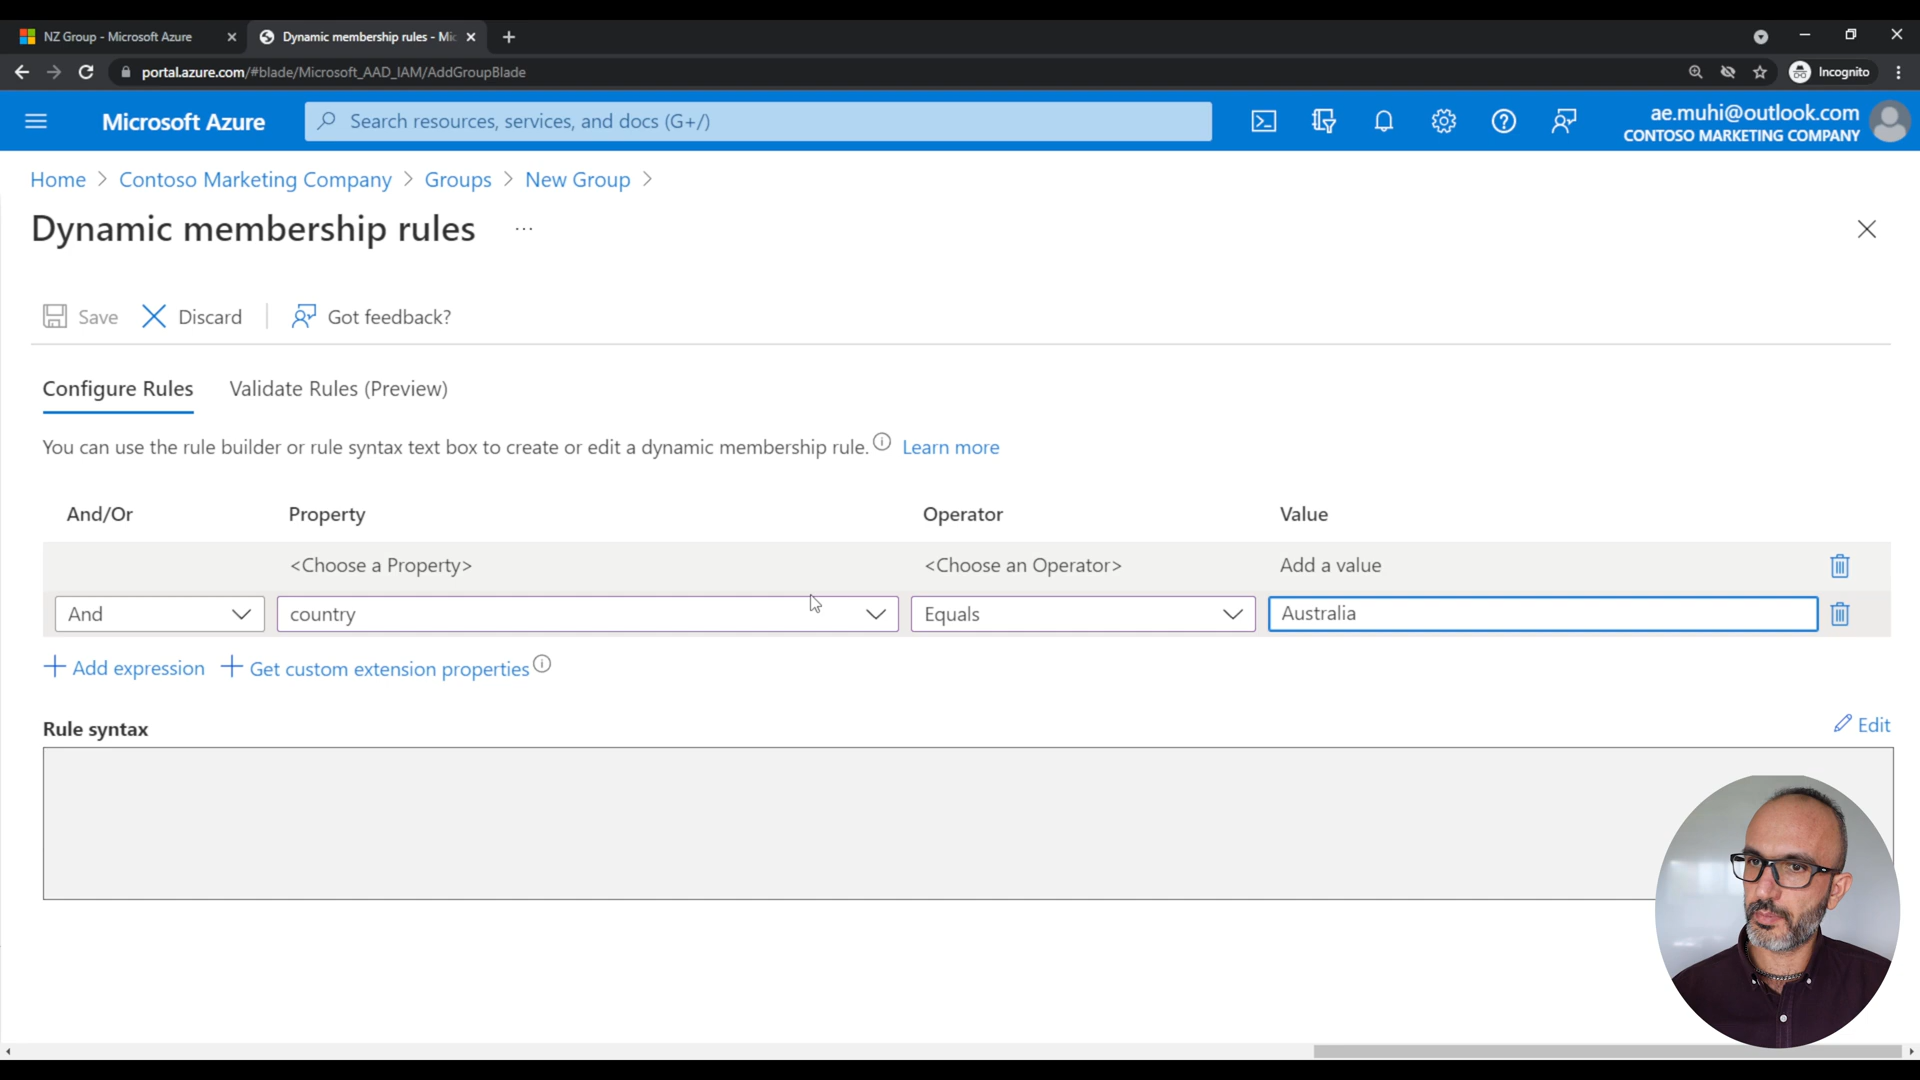 NZ Group - Microsoft Azure
Dynamic membership rules - Mic
portal.azure.com/#blade/Microsoft_AAD_IAM/AddGroupBlade
Incognito
Microsoft Azure
Search resources, services, and docs (G+/)
ae.muhi@outlook.com
CONTOSO MARKETING COMPANY
Home > Contoso Marketing Company > Groups > New Group >
Dynamic membership rules ...
Save
Discard
Got feedback?
Configure Rules
Validate Rules (Preview)
You can use the rule builder or rule syntax text box to create or edit a dynamic membership rule. Learn more
And/Or Property Operator Value
<Choose a Property> <Choose an Operator> Add a value
And country Equals Australia
+ Add expression + Get custom extension properties
Rule syntax
Edit